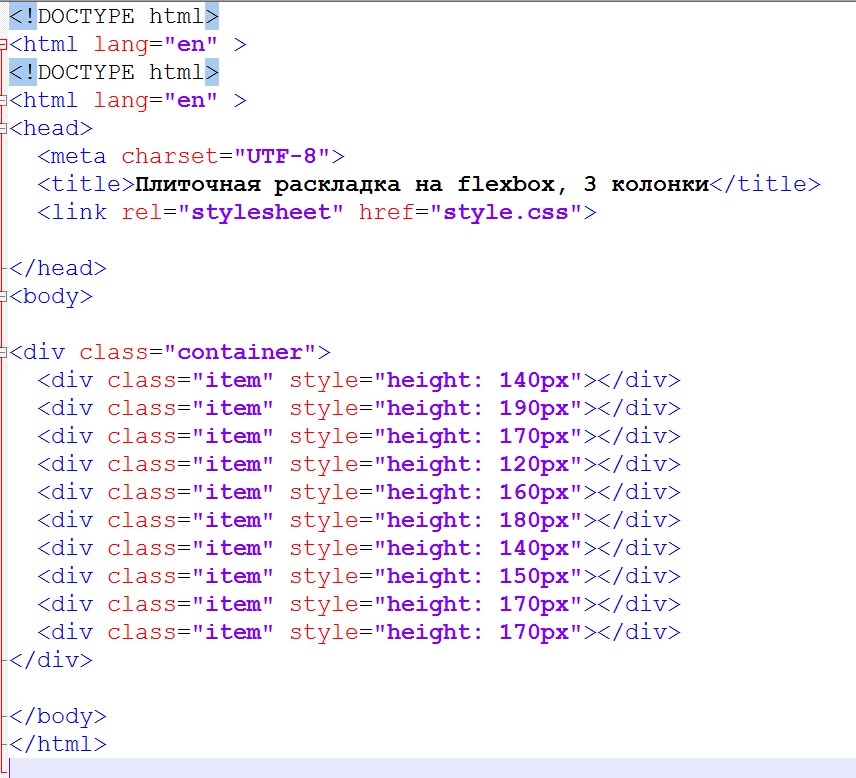 <!DOCTYPE html>
<html lang="en" >
<!DOCTYPE html>
<html lang="en" >
<head>
  <meta charset="UTF-8">
  <title>Плиточная раскладка на flexbox, 3 колонки</title>
  <link rel="stylesheet" href="style.css">
</head>
<body>
<div class="container">
  <div class="item" style="height: 140px"></div>
  <div class="item" style="height: 190px"></div>
  <div class="item" style="height: 170px"></div>
  <div class="item" style="height: 120px"></div>
  <div class="item" style="height: 160px"></div>
  <div class="item" style="height: 180px"></div>
  <div class="item" style="height: 140px"></div>
  <div class="item" style="height: 150px"></div>
  <div class="item" style="height: 170px"></div>
  <div class="item" style="height: 170px"></div>
</div>
</body>
</html>